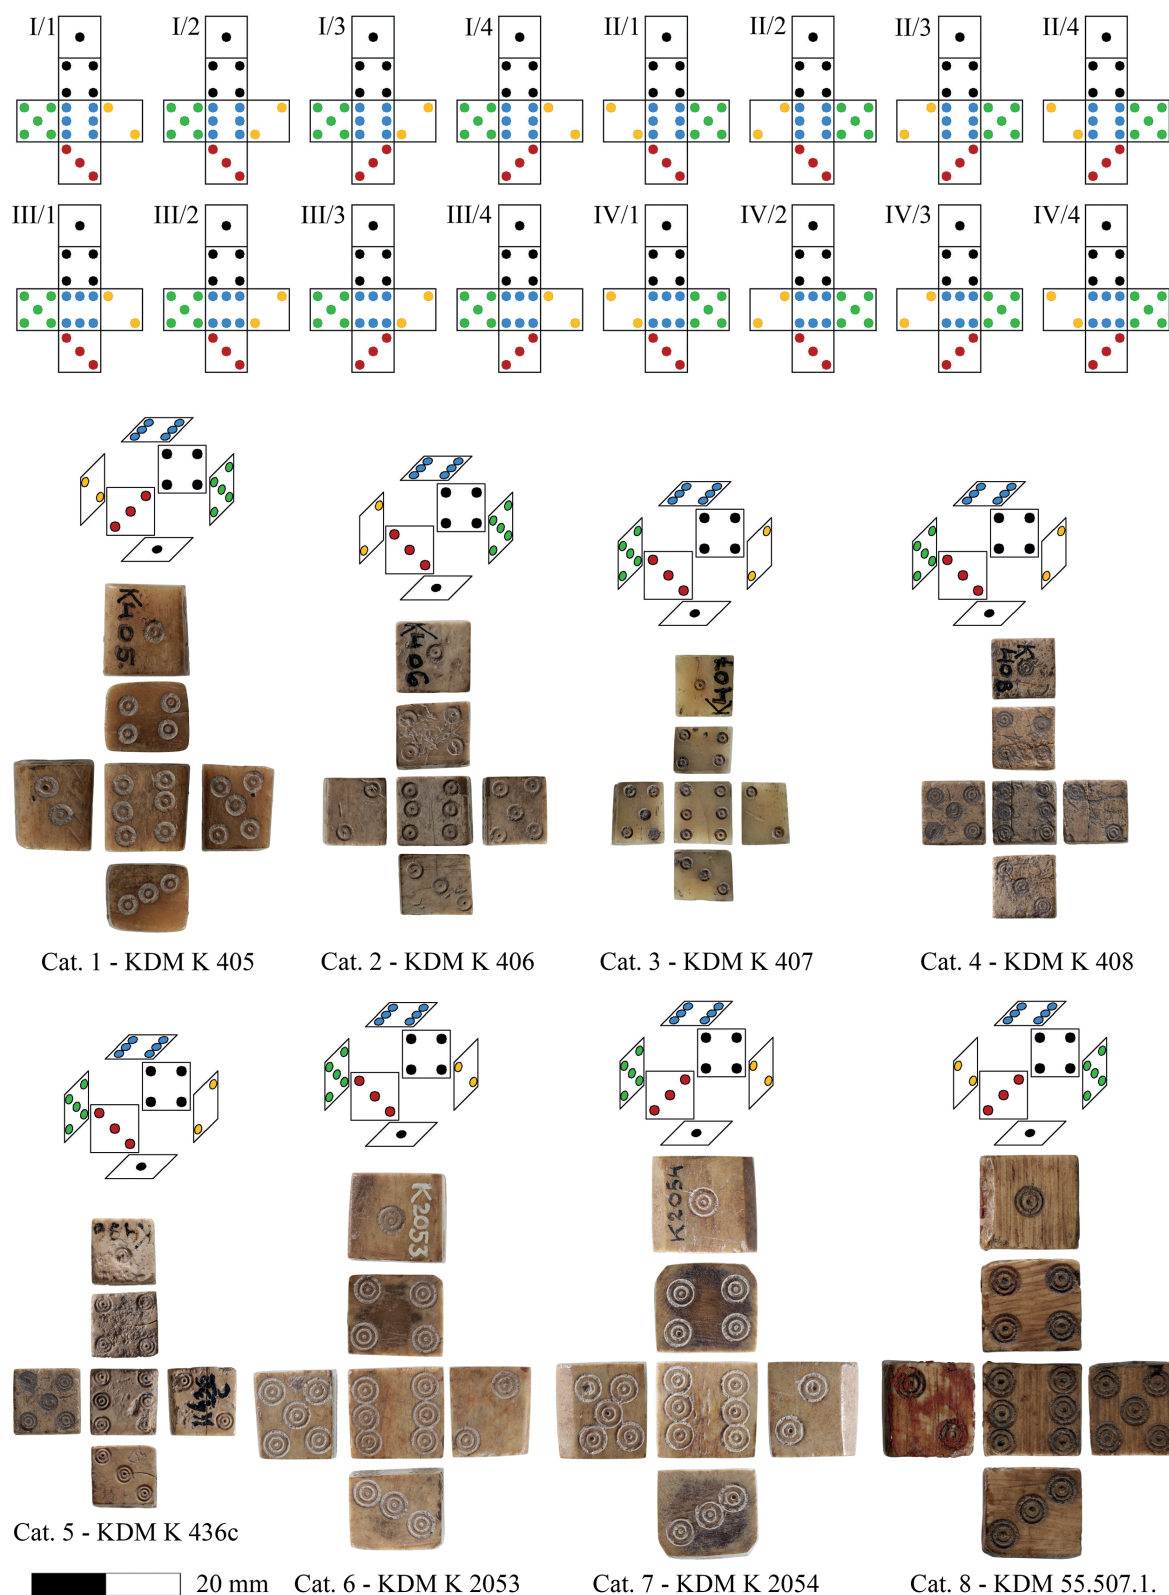 I/1 I/2 I/3 I/4 II/1 II/2 II/3 II/4
III/1 III/2 III/3 III/4 IV/1 IV/2 IV/3 IV/4
K405.
K406
K407
K408
Cat. 1 - KDM K 405
Cat. 2 - KDM K 406
Cat. 3 - KDM K 407
Cat. 4 - KDM K 408
K2053
K2054
Cat. 5 - KDM K 436c
20 mm
Cat. 6 - KDM K 2053
Cat. 7 - KDM K 2054
Cat. 8 - KDM 55.507.1.